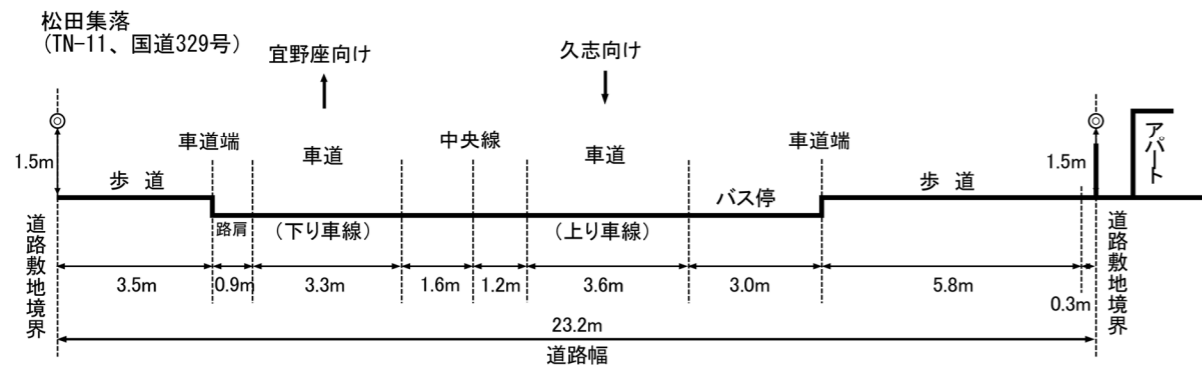 松田集落
(TN-11、国道329号)
宜野座向け
久志向け
車道端
車道
中央線
車道
車道端
1.5m
1.5m
アパート
歩 道
バス停
歩 道
路肩
(下り車線)
(上り車線)
道路敷地境界
道路敷地境界
3.5m
0.9m
3.3m
1.6m
1.2m
3.6m
3.0m
5.8m
0.3m
23.2m
道路幅